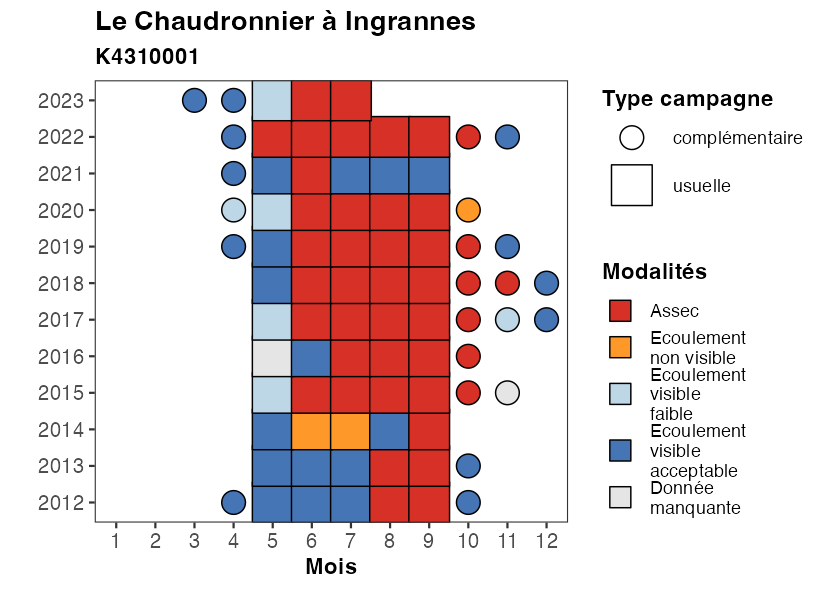 Le Chaudronnier à Ingrannes
K4310001
2023
2022
2021
2020
2019
2018
2017
2016
2015
2014
2013
2012
1 2 3 4 5 6 7 8 9 10 11 12
Mois
Type campagne
complémentaire
usuelle
Modalités
Assec
Ecoulement
non visible
Ecoulement
visible
faible
Ecoulement
visible
acceptable
Donnée
manquante